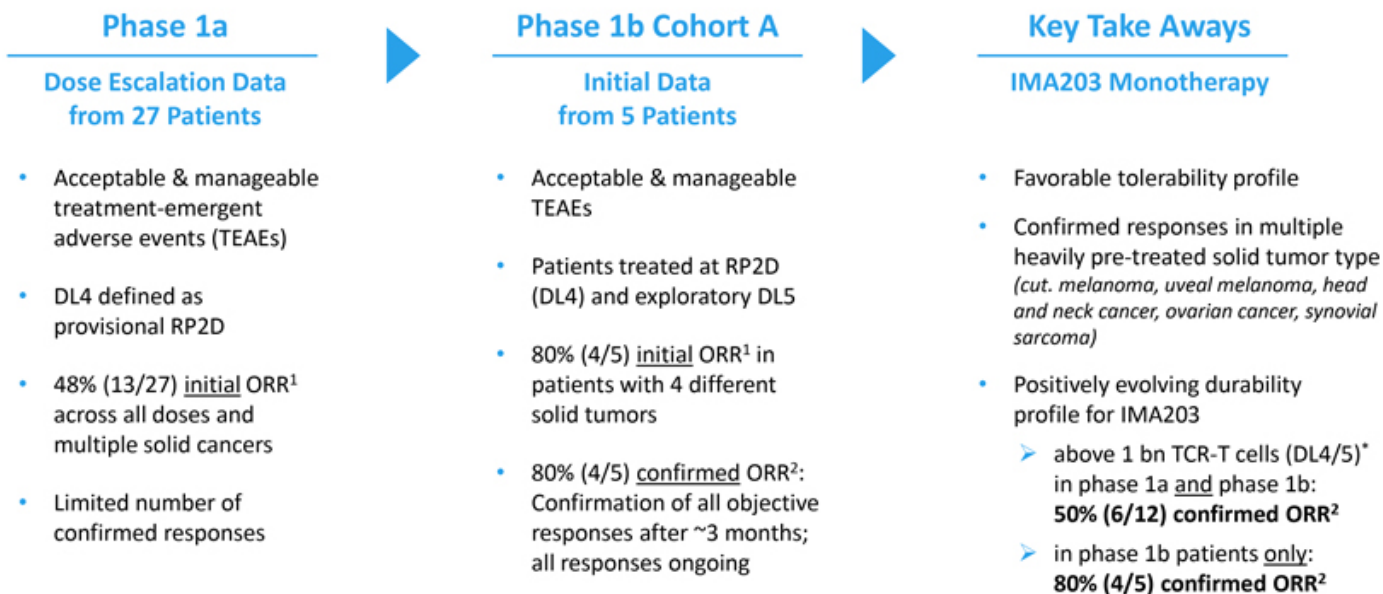 Phase 1a
Dose Escalation Data
from 27 Patients
• Acceptable & manageable
treatment-emergent
adverse events (TEAEs)
• DL4 defined as
provisional RP2D
• 48% (13/27) initial ORR¹
across all doses and
multiple solid cancers
• Limited number of
confirmed responses
Phase 1b Cohort A
Initial Data
from 5 Patients
• Acceptable & manageable
TEAEs
• Patients treated at RP2D
(DL4) and exploratory DL5
• 80% (4/5) initial ORR¹ in
patients with 4 different
solid tumors
• 80% (4/5) confirmed ORR²:
Confirmation of all objective
responses after ~3 months;
all responses ongoing
Key Take Aways
IMA203 Monotherapy
• Favorable tolerability profile
• Confirmed responses in multiple
heavily pre-treated solid tumor type
(cut. melanoma, uveal melanoma, head
and neck cancer, ovarian cancer, synovial
sarcoma)
• Positively evolving durability
profile for IMA203
➢ above 1 bn TCR-T cells (DL4/5)*
in phase 1a and phase 1b:
50% (6/12) confirmed ORR²
➢ in phase 1b patients only:
80% (4/5) confirmed ORR²